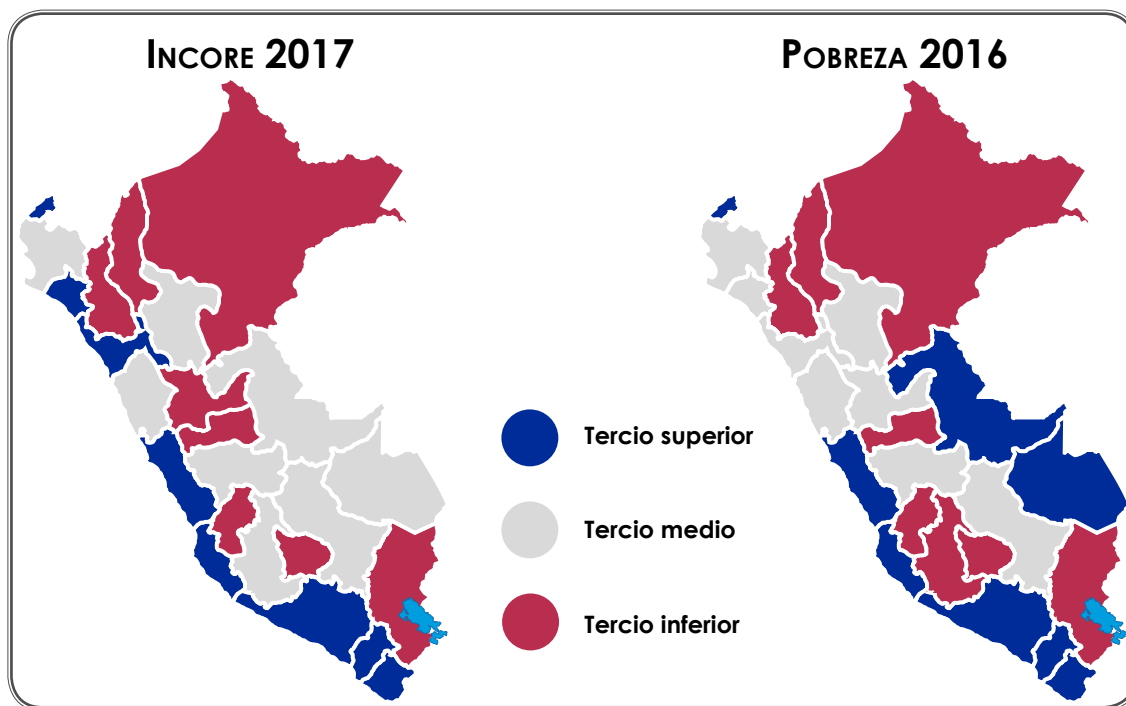 Incore 2017
Pobreza 2016
Tercio superior
Tercio medio
Tercio inferior